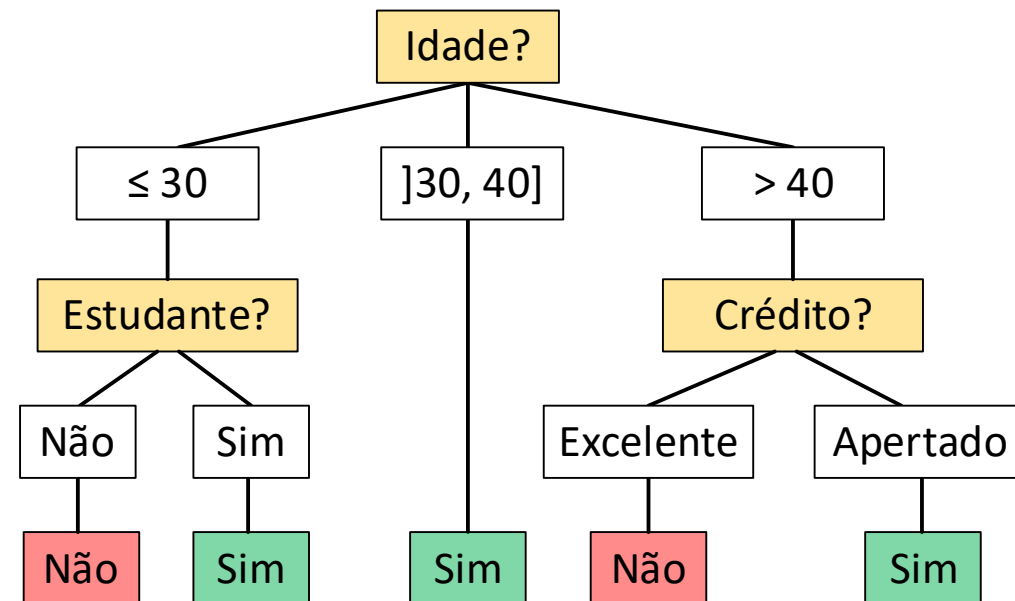 Idade?
≤ 30
]30, 40]
> 40
Estudante?
Crédito?
Não
Sim
Excelente
Apertado
Não
Sim
Sim
Não
Sim